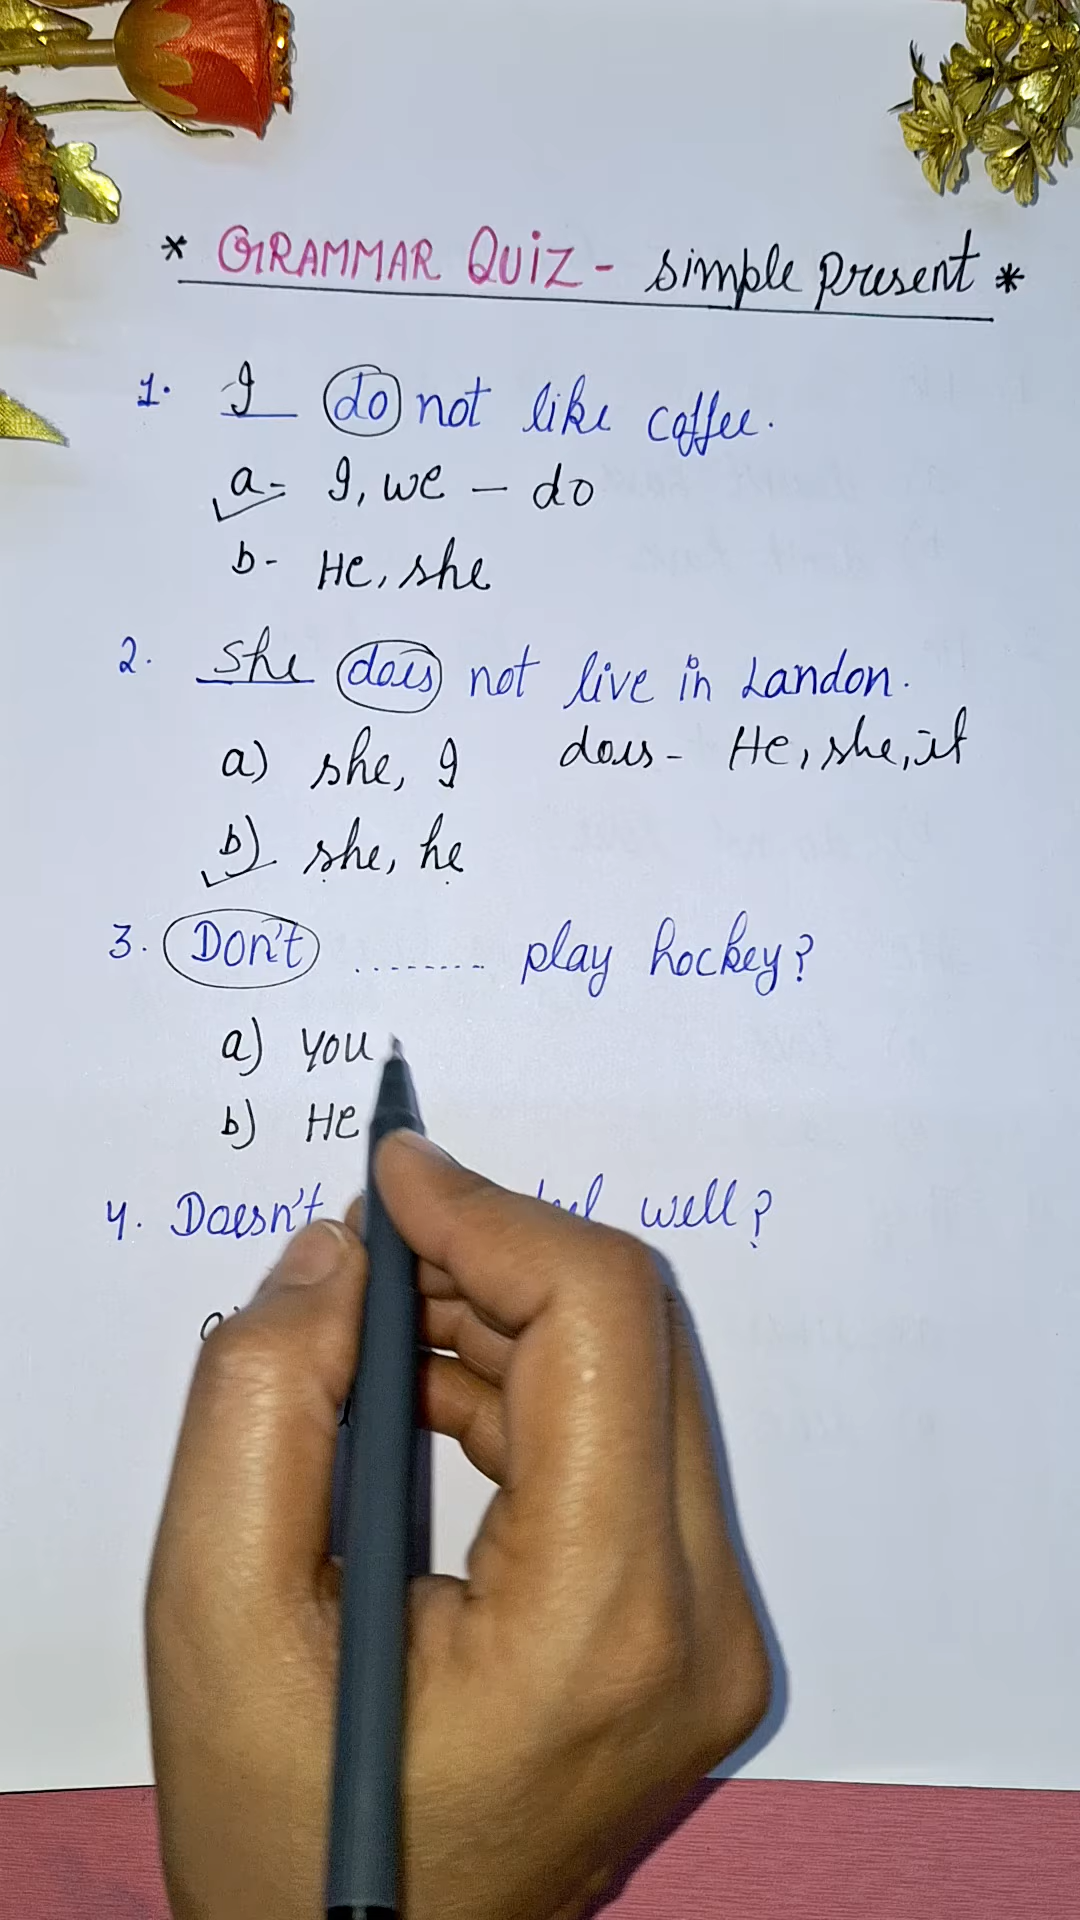 * GRAMMAR QUIZ - simple present *
1. I do not like coffee.
a- I, we - do
b- He, she
2. she does not live in Landon.
a) she, I does - He, she, it
b) she, he
3. Don't ........ play hockey?
a) you
b) He
4. Doesn't well?